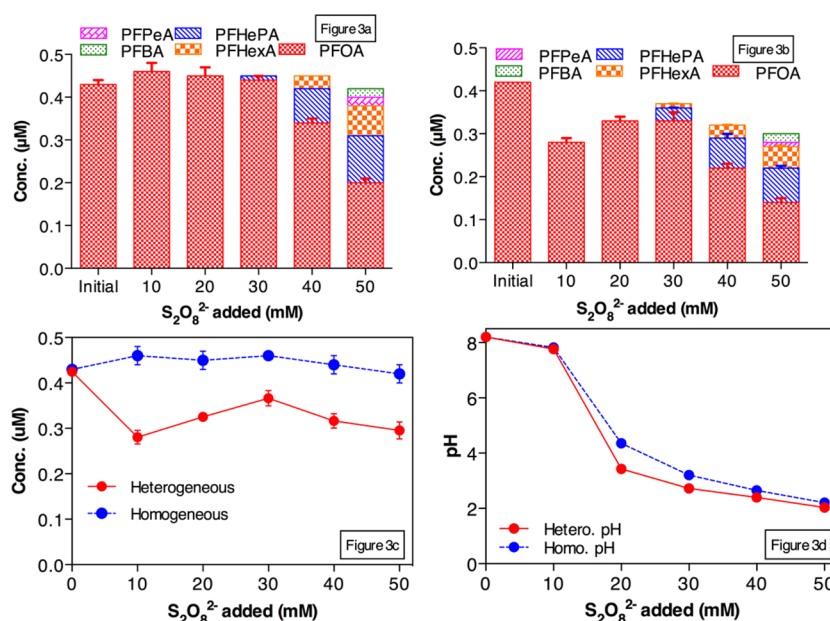 PFPeA PFHePA Figure 3a
PFBA PFHexA PFOA
0.5
0.4
0.3
0.2
0.1
0.0
Conc. (µM)
Initial 10 20 30 40 50
S₂O₈²⁻ added (mM)
PFPeA PFHePA Figure 3b
PFBA PFHexA PFOA
0.5
0.4
0.3
0.2
0.1
0.0
Conc. (µM)
Initial 10 20 30 40 50
S₂O₈²⁻ added (mM)
0.5
0.4
0.3
0.1
0.0
Conc. (uM)
Heterogeneous
Homogeneous
Figure 3c
0 10 20 30 40 50
S₂O₈²⁻ added (mM)
8
6
4
2
0
pH
Hetero. pH
Homo. pH
Figure 3d
0 10 20 30 40 50
S₂O₈²⁻ added (mM)